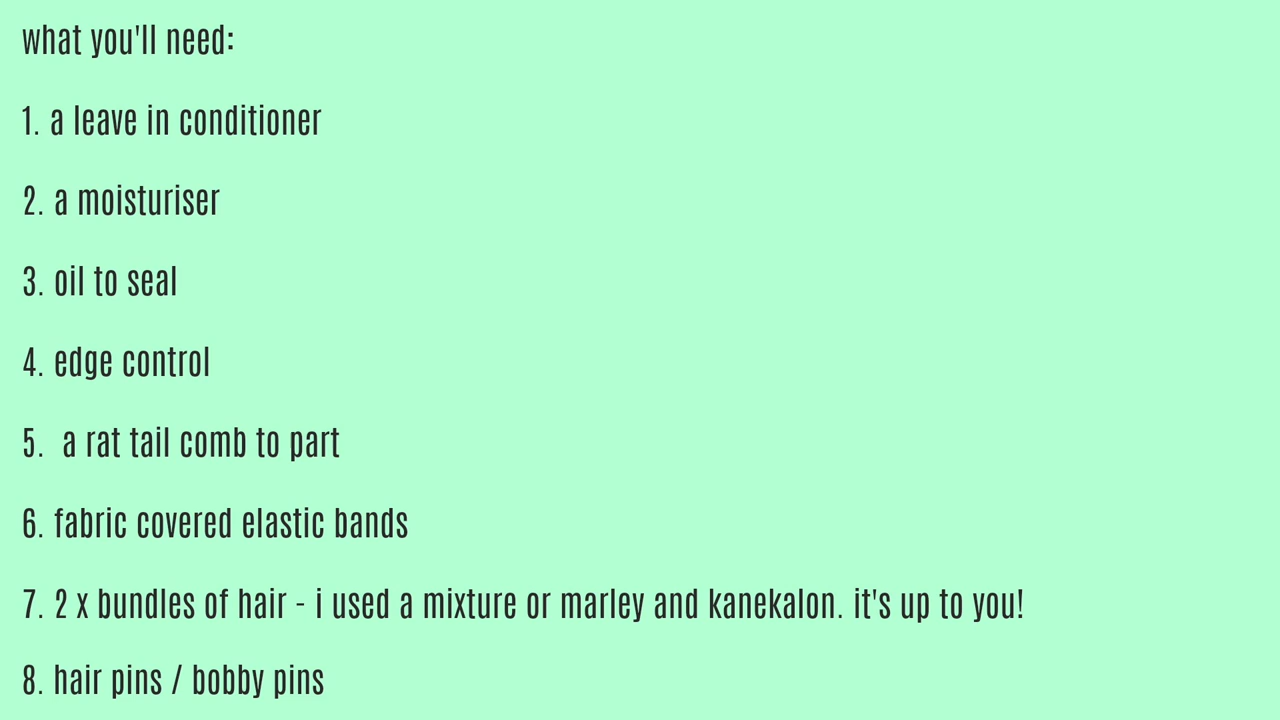 what you'll need:
1. a leave in conditioner
2. a moisturiser
3. oil to seal
4. edge control
5.  a rat tail comb to part
6. fabric covered elastic bands
7. 2 x bundles of hair - i used a mixture or marley and kanekalon. it's up to you!
8. hair pins / bobby pins